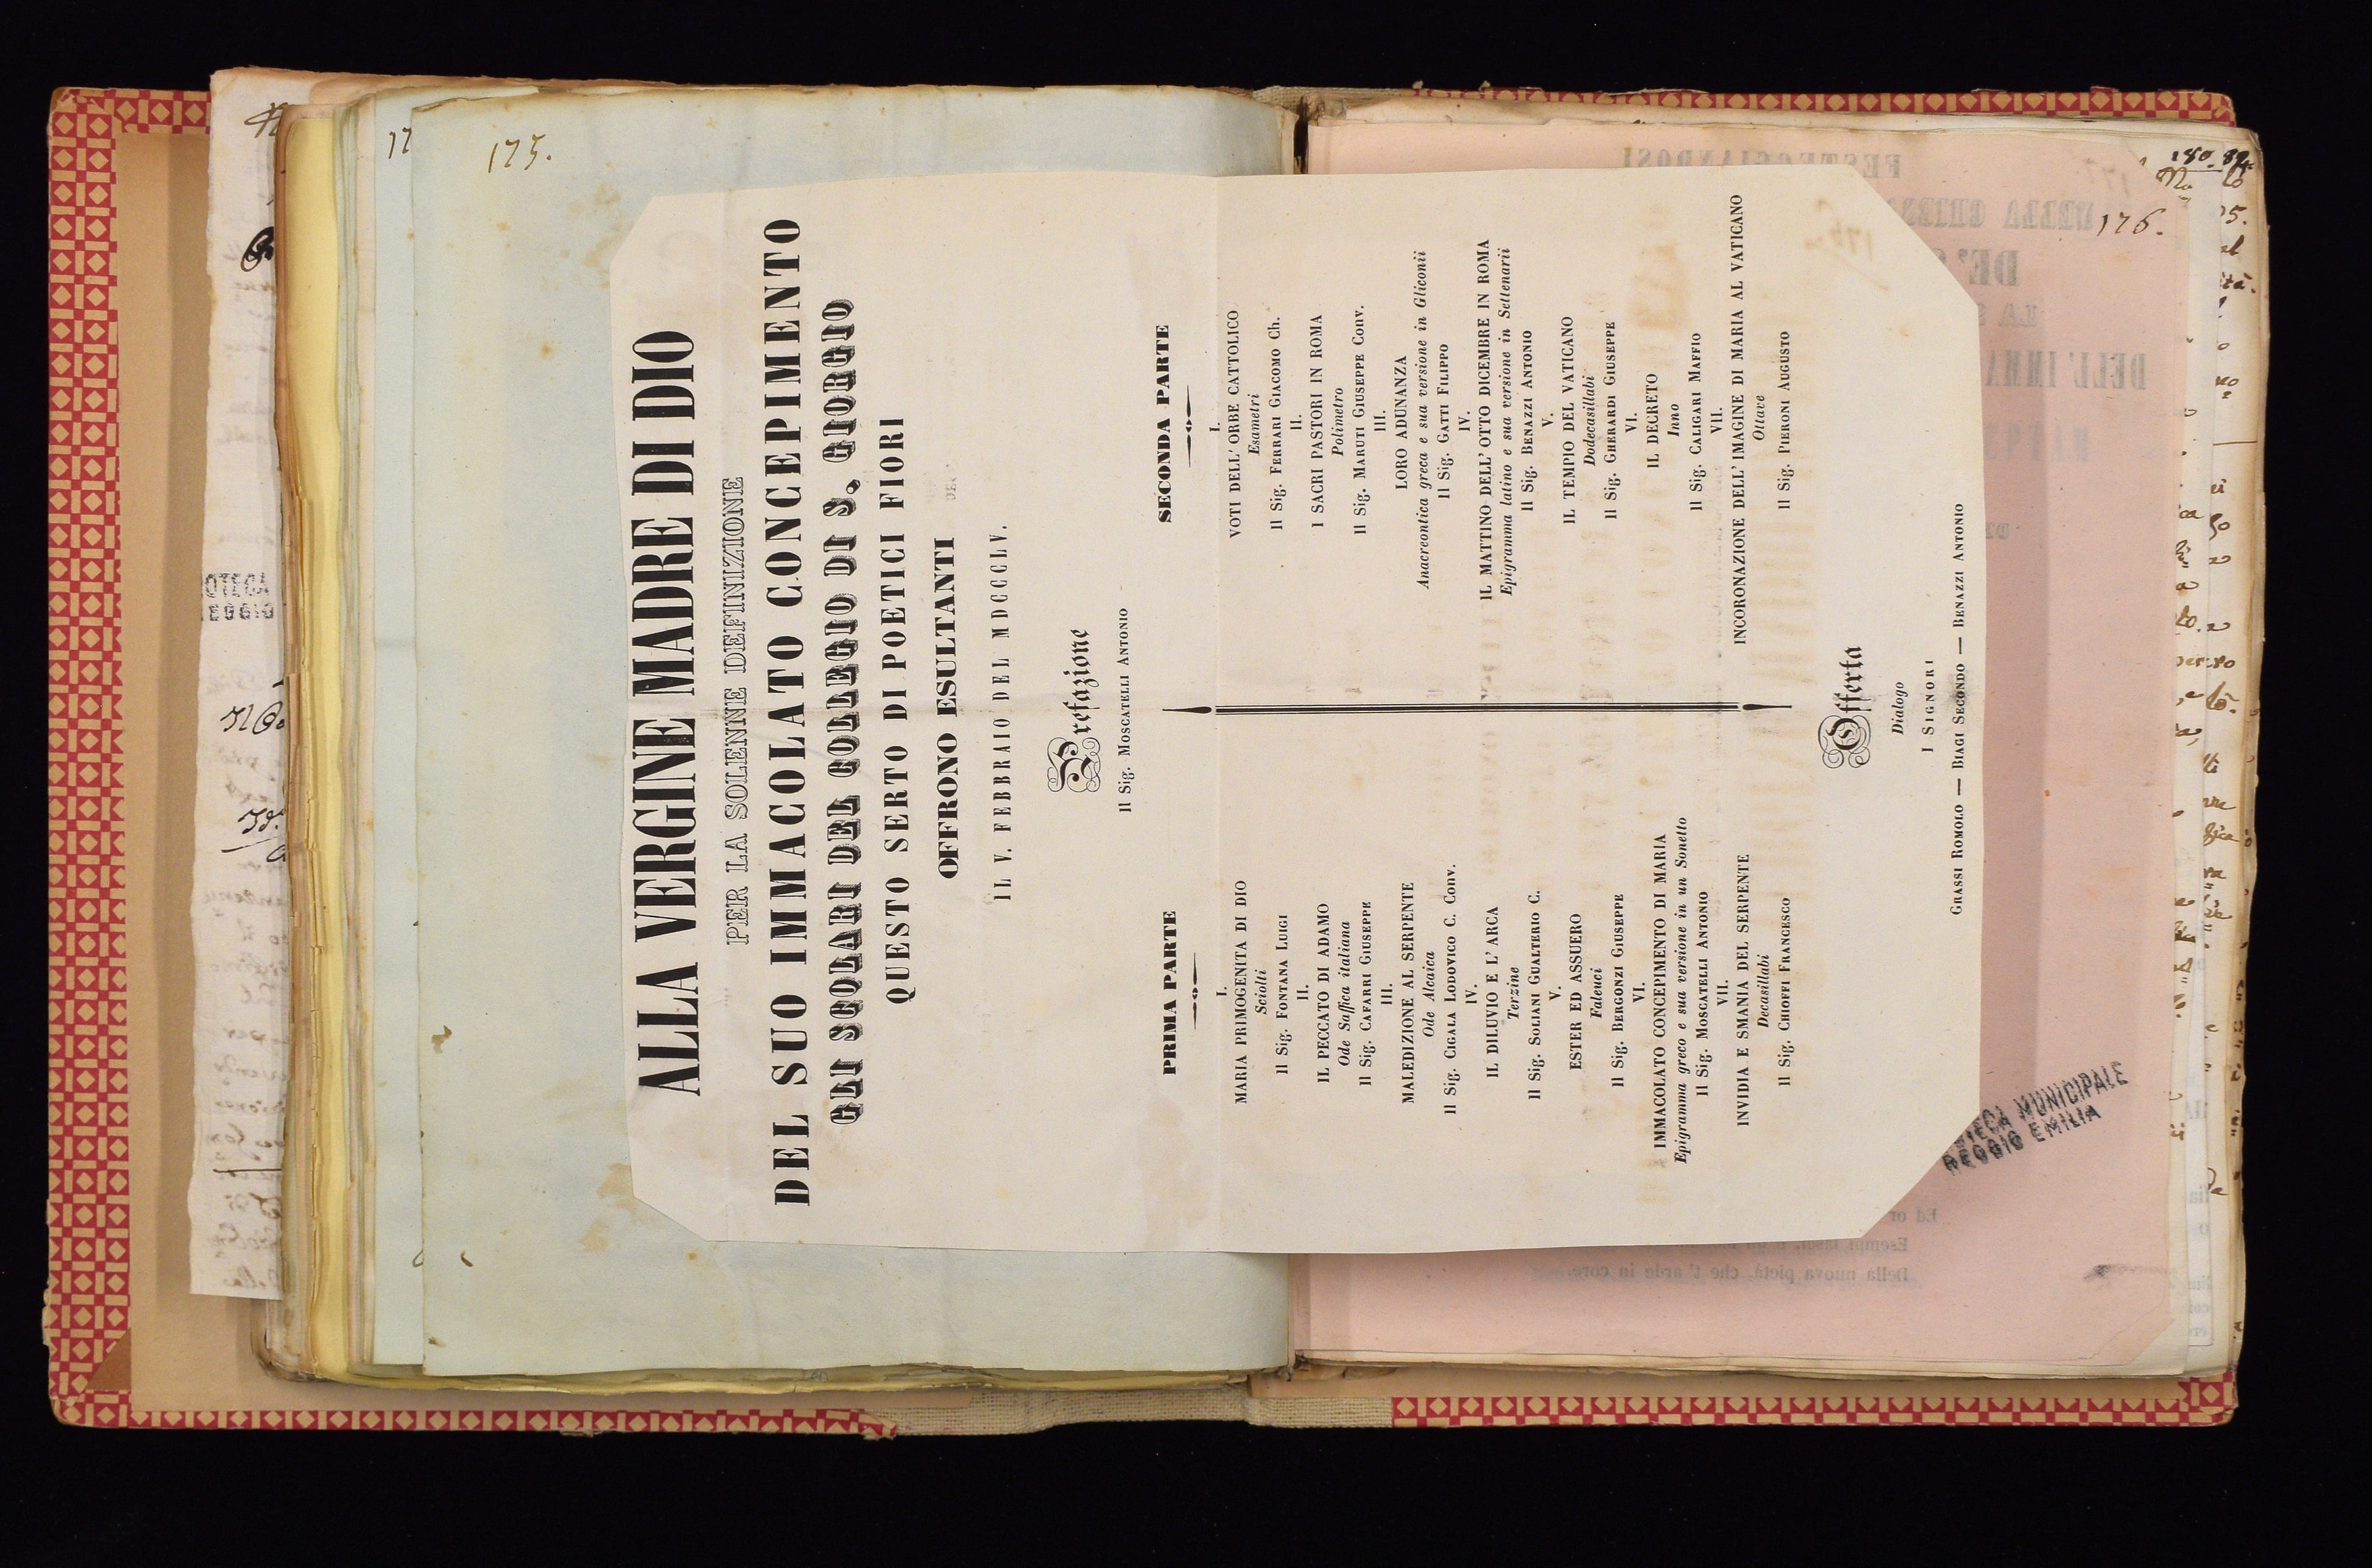 175.
176.
ALLA VERGINE MADRE DI DIO
PER LA SOLENNE DEFINIZIONE
DEL SUO IMMACOLATO CONCEPIMENTO
GLI SCOLARI DEL COLLEGIO DI S. GIORGIO
QUESTO SERTO DI POETICI FIORI
OFFRONO ESULTANTI
IL V. FEBBRAIO DEL MDCCCLV.
Prefazione
Il Sig. Moscatelli Antonio
PRIMA PARTE
I.
MARIA PRIMOGENITA DI DIO
Sciolti
Il Sig. Fontana Luigi
II.
IL PECCATO DI ADAMO
Ode Saffica italiana
Il Sig. Cafarri Giuseppe
III.
MALEDIZIONE AL SERPENTE
Ode Alcaica
Il Sig. Cigala Lodovico C. Conv.
IV.
IL DILUVIO E L' ARCA
Terzine
Il Sig. Soliani Gualterio C.
V.
ESTER ED ASSUERO
Faleuci
Il Sig. Bergonzi Giuseppe
VI.
IMMACOLATO CONCEPIMENTO DI MARIA
Epigramma greco e sua versione in un Sonetto
Il Sig. Moscatelli Antonio
VII.
INVIDIA E SMANIA DEL SERPENTE
Decasillabi
Il Sig. Chioffi Francesco
SECONDA PARTE
I.
VOTI DELL' ORBE CATTOLICO
Esametri
Il Sig. Ferrari Giacomo Ch.
II.
I SACRI PASTORI IN ROMA
Polimetro
Il Sig. Maruti Giuseppe Conv.
III.
LORO ADUNANZA
Anacreontica greca e sua versione in Gliconii
Il Sig. Gatti Filippo
IV.
IL MATTINO DELL' OTTO DICEMBRE IN ROMA
Epigramma latino e sua versione in Settenarii
Il Sig. Benazzi Antonio
V.
IL TEMPIO DEL VATICANO
Dodecasillabi
Il Sig. Gherardi Giuseppe
VI.
IL DECRETO
Inno
Il Sig. Caligari Maffio
VII.
INCORONAZIONE DELL' IMAGINE DI MARIA AL VATICANO
Ottave
Il Sig. Pieroni Augusto
Offerta
Dialogo
I Signori
Grassi Romolo — Biagi Secondo — Benazzi Antonio
MUNICIPALE
REGGIO EMILIA